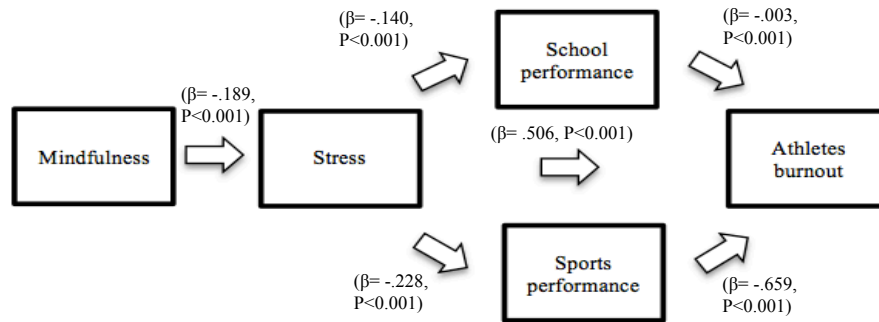 (β= -.140,
P<0.001)
School
performance
(β= -.003,
P<0.001)
(β= -.189,
P<0.001)
Mindfulness
Stress
(β= .506, P<0.001)
Athletes
burnout
(β= -.228,
P<0.001)
Sports
performance
(β= -.659,
P<0.001)